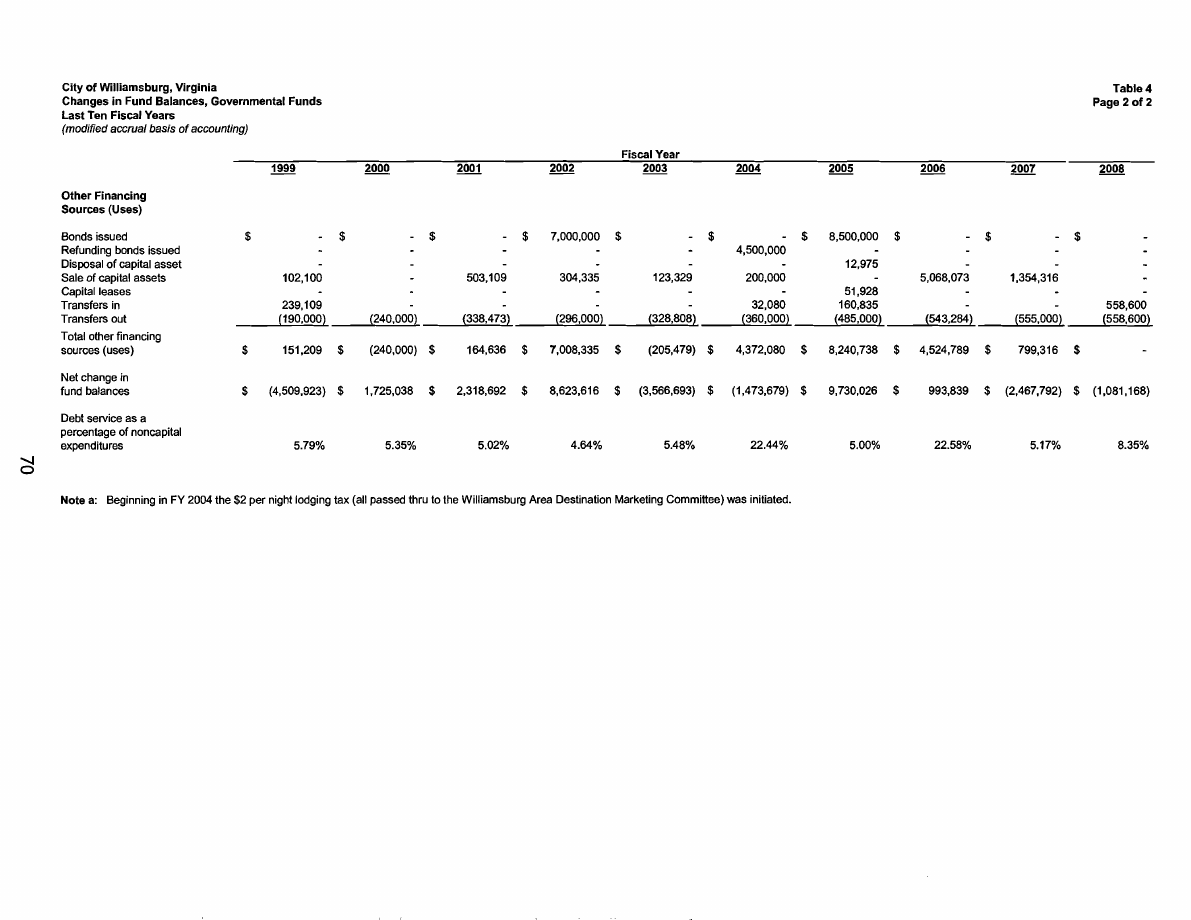 City of Williamsburg, Virginia Table 4
Changes in Fund Balances, Governmental Funds Page 2 of 2
Last Ten Fiscal Years
(modified accrual basis of accounting)
Fiscal Year
1999 2000 2001 2002 2003 2004 2005 2006 2007 2008
Other Financing
Sources (Uses)
Bonds issued $ - $ - $ - $ 7,000,000 $ - $ - $ 8,500,000 $ - $ - $ -
Refunding bonds issued - - - - - 4,500,000 - - - -
Disposal of capital asset - - - - - - 12,975 - - -
Sale of capital assets 102,100 - 503,109 304,335 123,329 200,000 - 5,068,073 1,354,316 -
Capital leases - - - - - - 51,928 - - -
Transfers in 239,109 - - - - 32,080 160,835 - - 558,600
Transfers out (190,000) (240,000) (338,473) (296,000) (328,808) (360,000) (485,000) (543,284) (555,000) (558,600)
Total other financing
sources (uses) $ 151,209 $ (240,000) $ 164,636 $ 7,008,335 $ (205,479) $ 4,372,080 $ 8,240,738 $ 4,524,789 $ 799,316 $ -
Net change in
fund balances $ (4,509,923) $ 1,725,038 $ 2,318,692 $ 8,623,616 $ (3,566,693) $ (1,473,679) $ 9,730,026 $ 993,839 $ (2,467,792) $ (1,081,168)
Debt service as a
percentage of noncapital
expenditures 5.79% 5.35% 5.02% 4.64% 5.48% 22.44% 5.00% 22.58% 5.17% 8.35%
70
Note a: Beginning in FY 2004 the $2 per night lodging tax (all passed thru to the Williamsburg Area Destination Marketing Committee) was initiated.